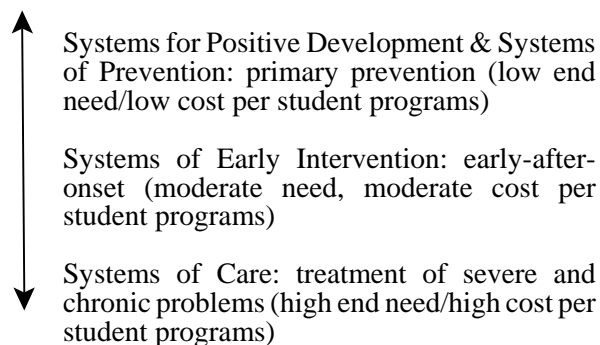 Systems for Positive Development & Systems
of Prevention: primary prevention (low end
need/low cost per student programs)
Systems of Early Intervention: early-after-
onset (moderate need, moderate cost per
student programs)
Systems of Care: treatment of severe and
chronic problems (high end need/high cost per
student programs)